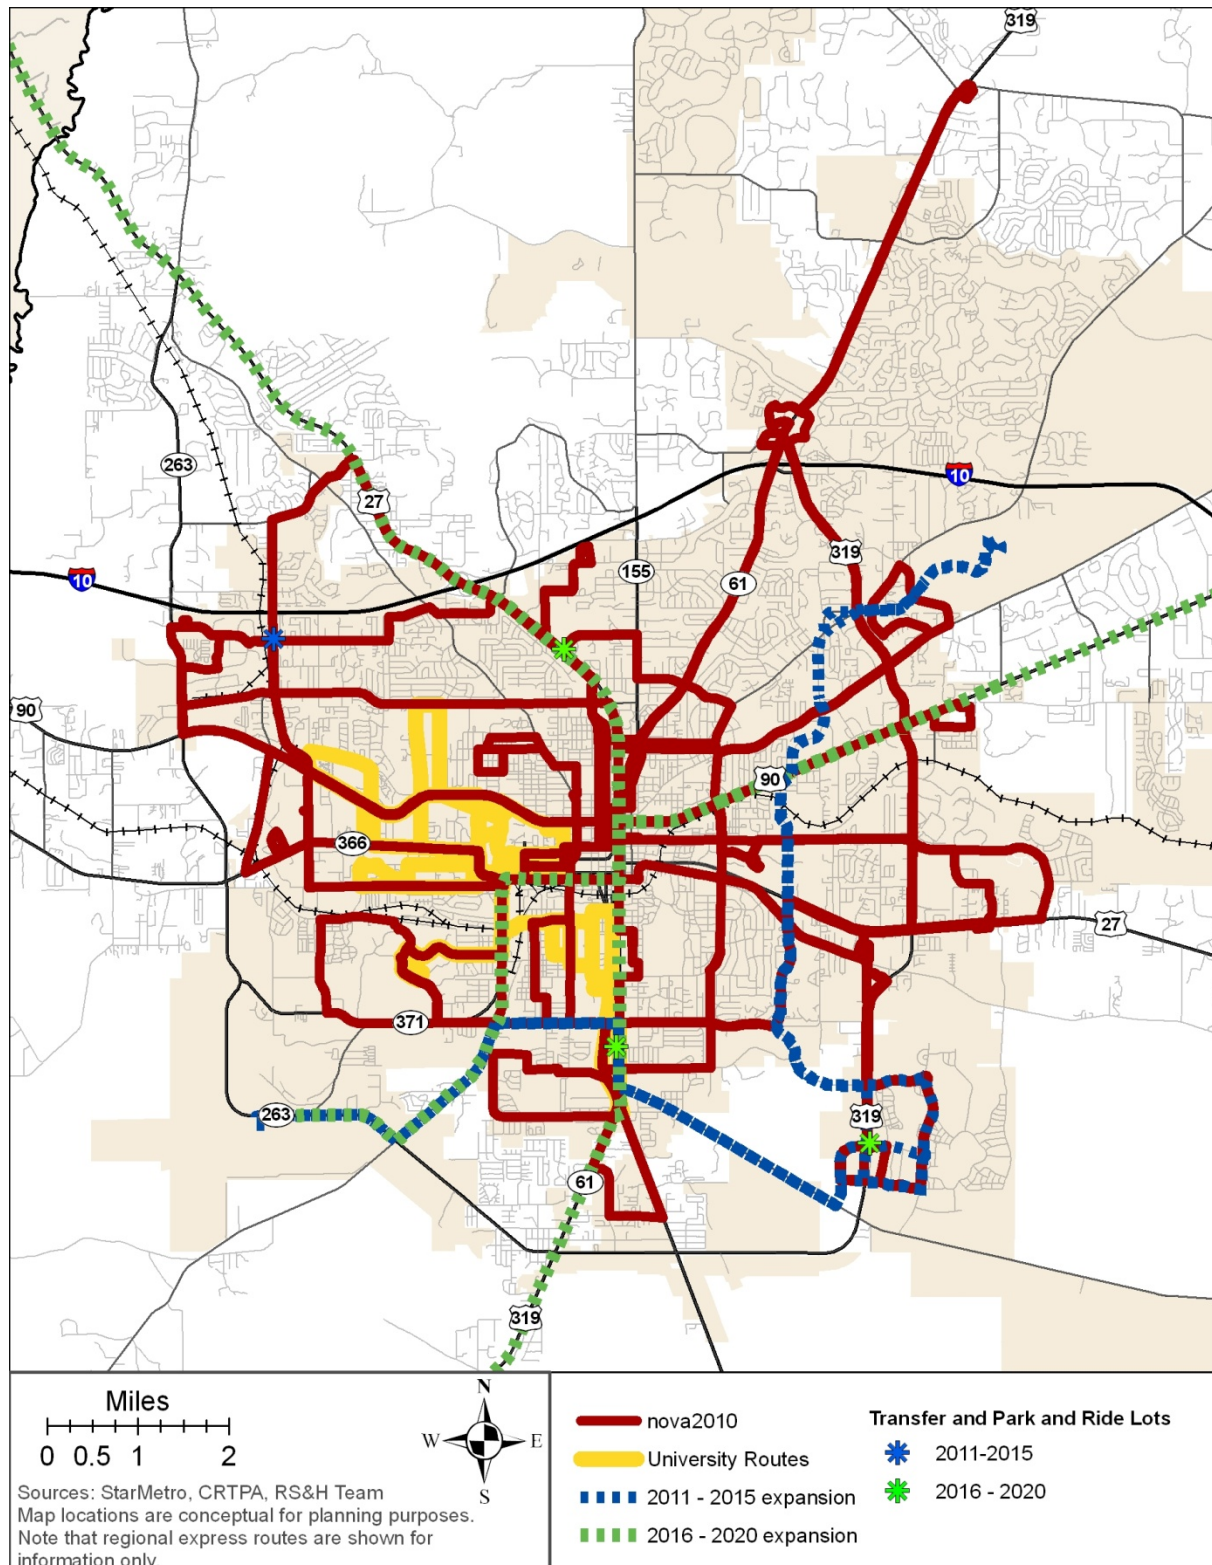 319
263
10
27
319
155
61
10
90
90
366
27
371
263
319
61
319
Miles
0 0.5 1 2
N
W E
S
Sources: StarMetro, CRTPA, RS&H Team
Map locations are conceptual for planning purposes.
Note that regional express routes are shown for
information only
nova2010
University Routes
2011 - 2015 expansion
2016 - 2020 expansion
Transfer and Park and Ride Lots
2011-2015
2016 - 2020